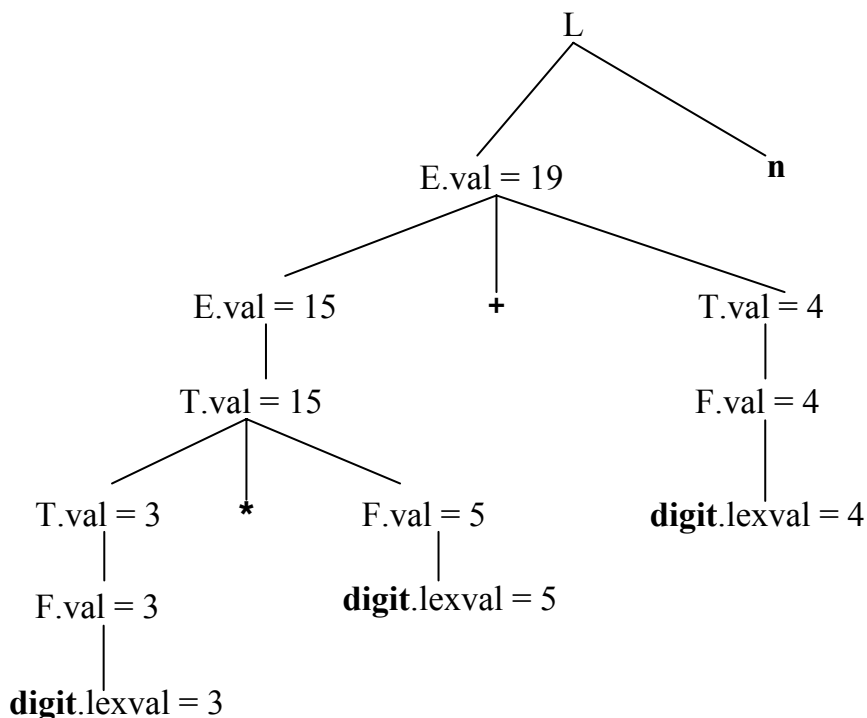 L
E.val = 19
n
E.val = 15
+
T.val = 4
T.val = 15
F.val = 4
T.val = 3
*
F.val = 5
digit.lexval = 4
F.val = 3
digit.lexval = 5
digit.lexval = 3